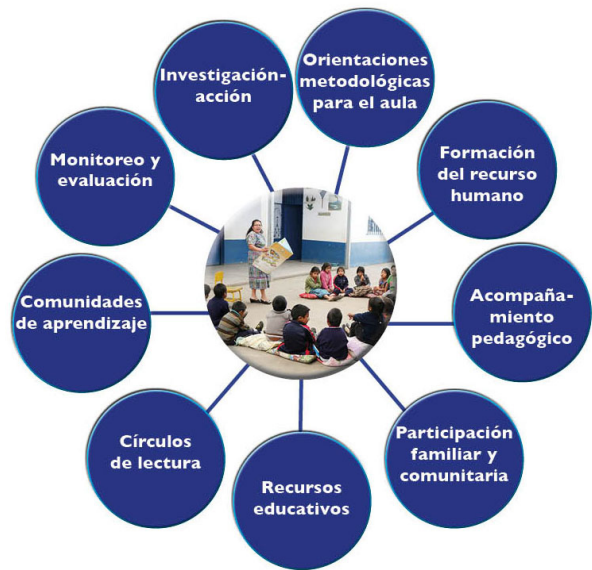 Orientaciones
metodológicas
para el aula
Formación
del recurso
humano
Acompaña-
miento
pedagógico
Participación
familiar y
comunitaria
Recursos
educativos
Círculos
de lectura
Comunidades
de aprendizaje
Monitoreo y
evaluación
Investigación-
acción